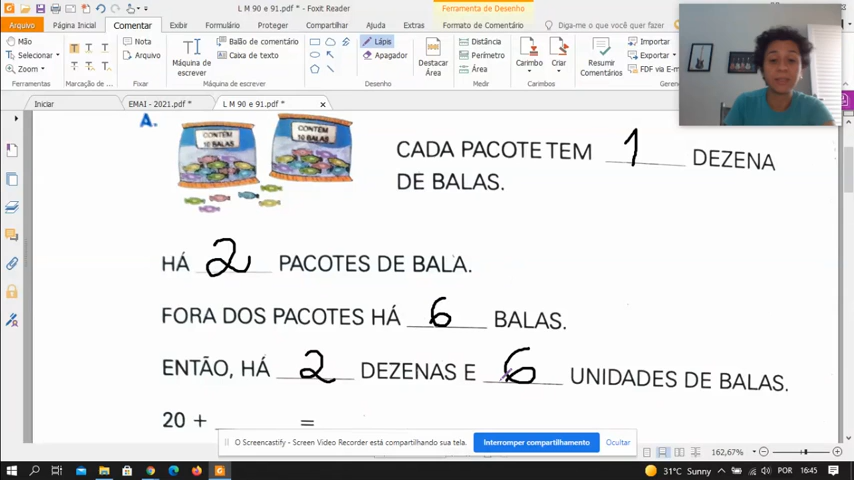 L M 90 e 91.pdf * - Foxit Reader
Ferramenta de Desenho
Arquivo Início Comentar Exibir Formulário Proteger Compartilhar Ajuda Extras Formato de Comentário Diga-me o que você quer fazer
Mão
Selecionar
Zoom
Ferramentas
Marcação de ...
Nota
Arquivo
Fixar
Máquina de escrever
Balão de comentário
Caixa de texto
Máquina de escrever
Lápis
Apagador
Desenho
Destacar Área
Distância
Perímetro
Área
Medir
Carimbo
Criar
Carimbos
Resumir Comentários
Importar
Exportar
FDF via E-m
Gerenciar Comen
Iniciar EMAI - 2021.pdf * L M 90 e 91.pdf *
A.
CONTÉM 10 BALAS
CONTÉM 10 BALAS
CADA PACOTE TEM 1 DEZENA
DE BALAS.
HÁ 2 PACOTES DE BALA.
FORA DOS PACOTES HÁ 6 BALAS.
ENTÃO, HÁ 2 DEZENAS E 6 UNIDADES DE BALAS.
20 + ____ =
O Screencastify - Screen Video Recorder está compartilhando sua tela. Interromper compartilhamento Ocultar
162,67%
31°C Sunny POR 16:45